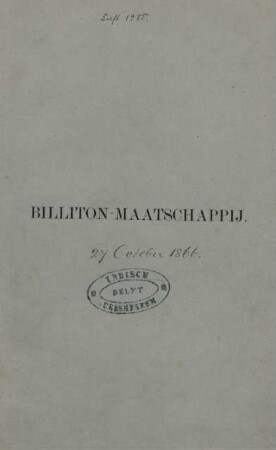 BILLITON-MAATSCHAPPIJ.
27 October 1866.
INDISCH
DELFT